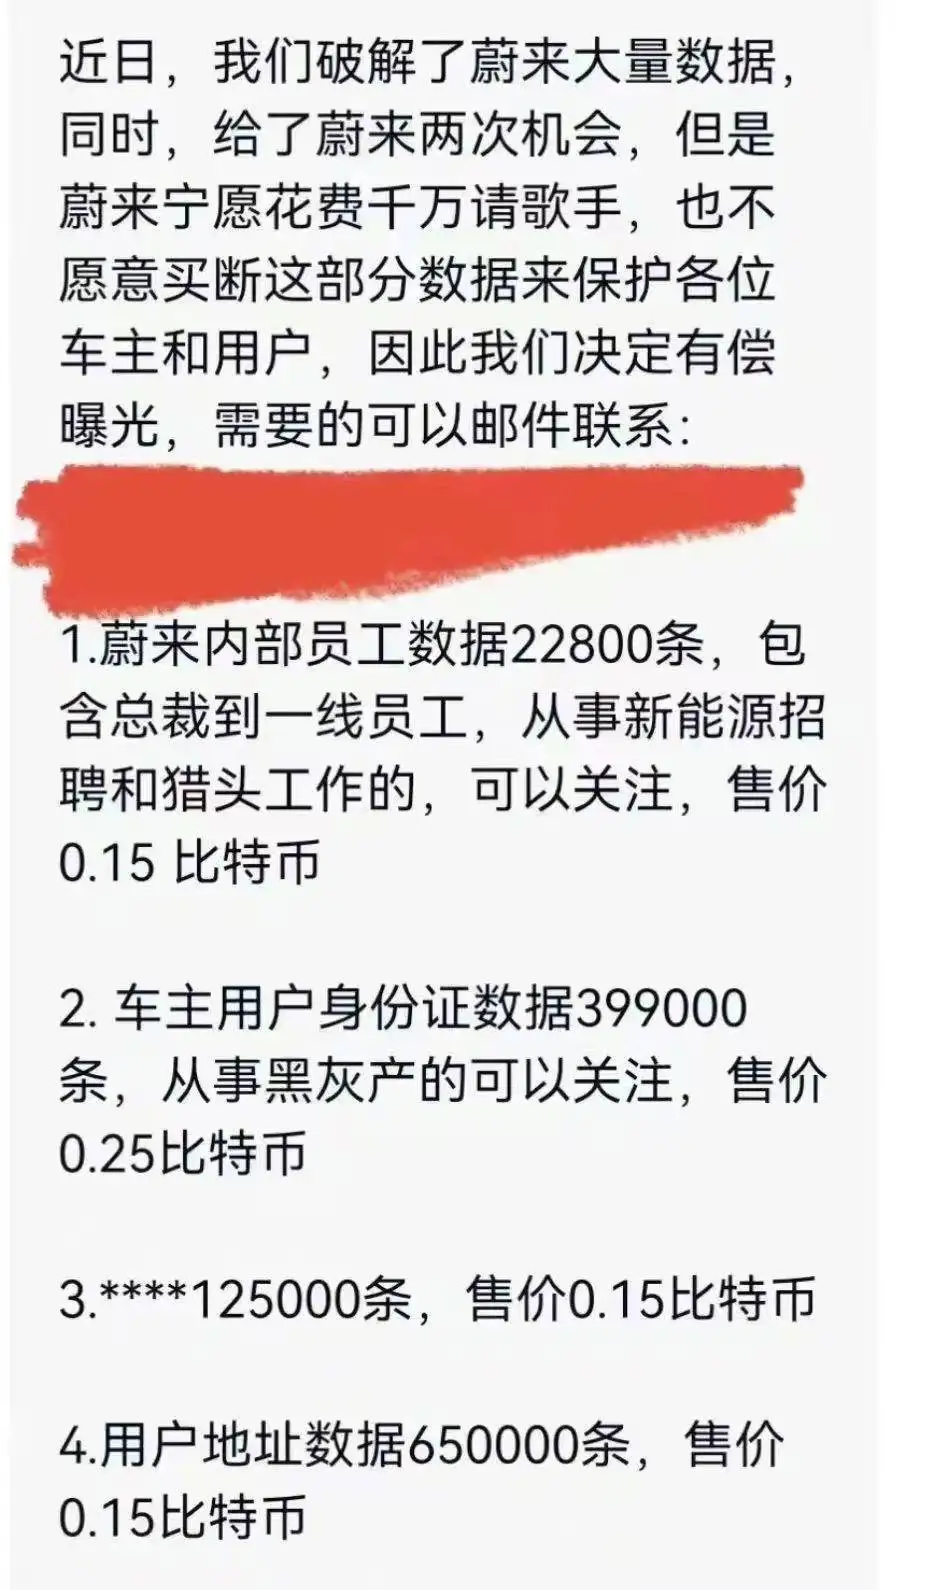 近日，我们破解了蔚来大量数据，
同时，给了蔚来两次机会，但是
蔚来宁愿花费千万请歌手，也不
愿意买断这部分数据来保护各位
车主和用户，因此我们决定有偿
曝光，需要的可以邮件联系：
1.蔚来内部员工数据22800条，包
含总裁到一线员工，从事新能源招
聘和猎头工作的，可以关注，售价
0.15 比特币
2. 车主用户身份证数据399000
条，从事黑灰产的可以关注，售价
0.25比特币
3.****125000条，售价0.15比特币
4.用户地址数据650000条，售价
0.15比特币